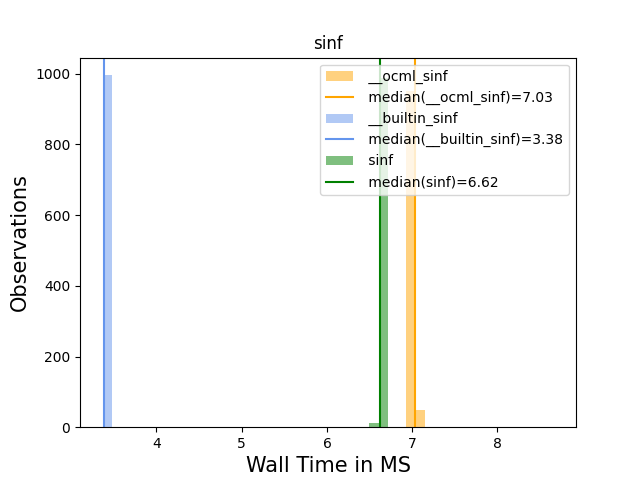 sinf
1000
800
600
400
200
0
Observations
__ocml_sinf
median(__ocml_sinf)=7.03
__builtin_sinf
median(__builtin_sinf)=3.38
sinf
median(sinf)=6.62
4 5 6 7 8
Wall Time in MS